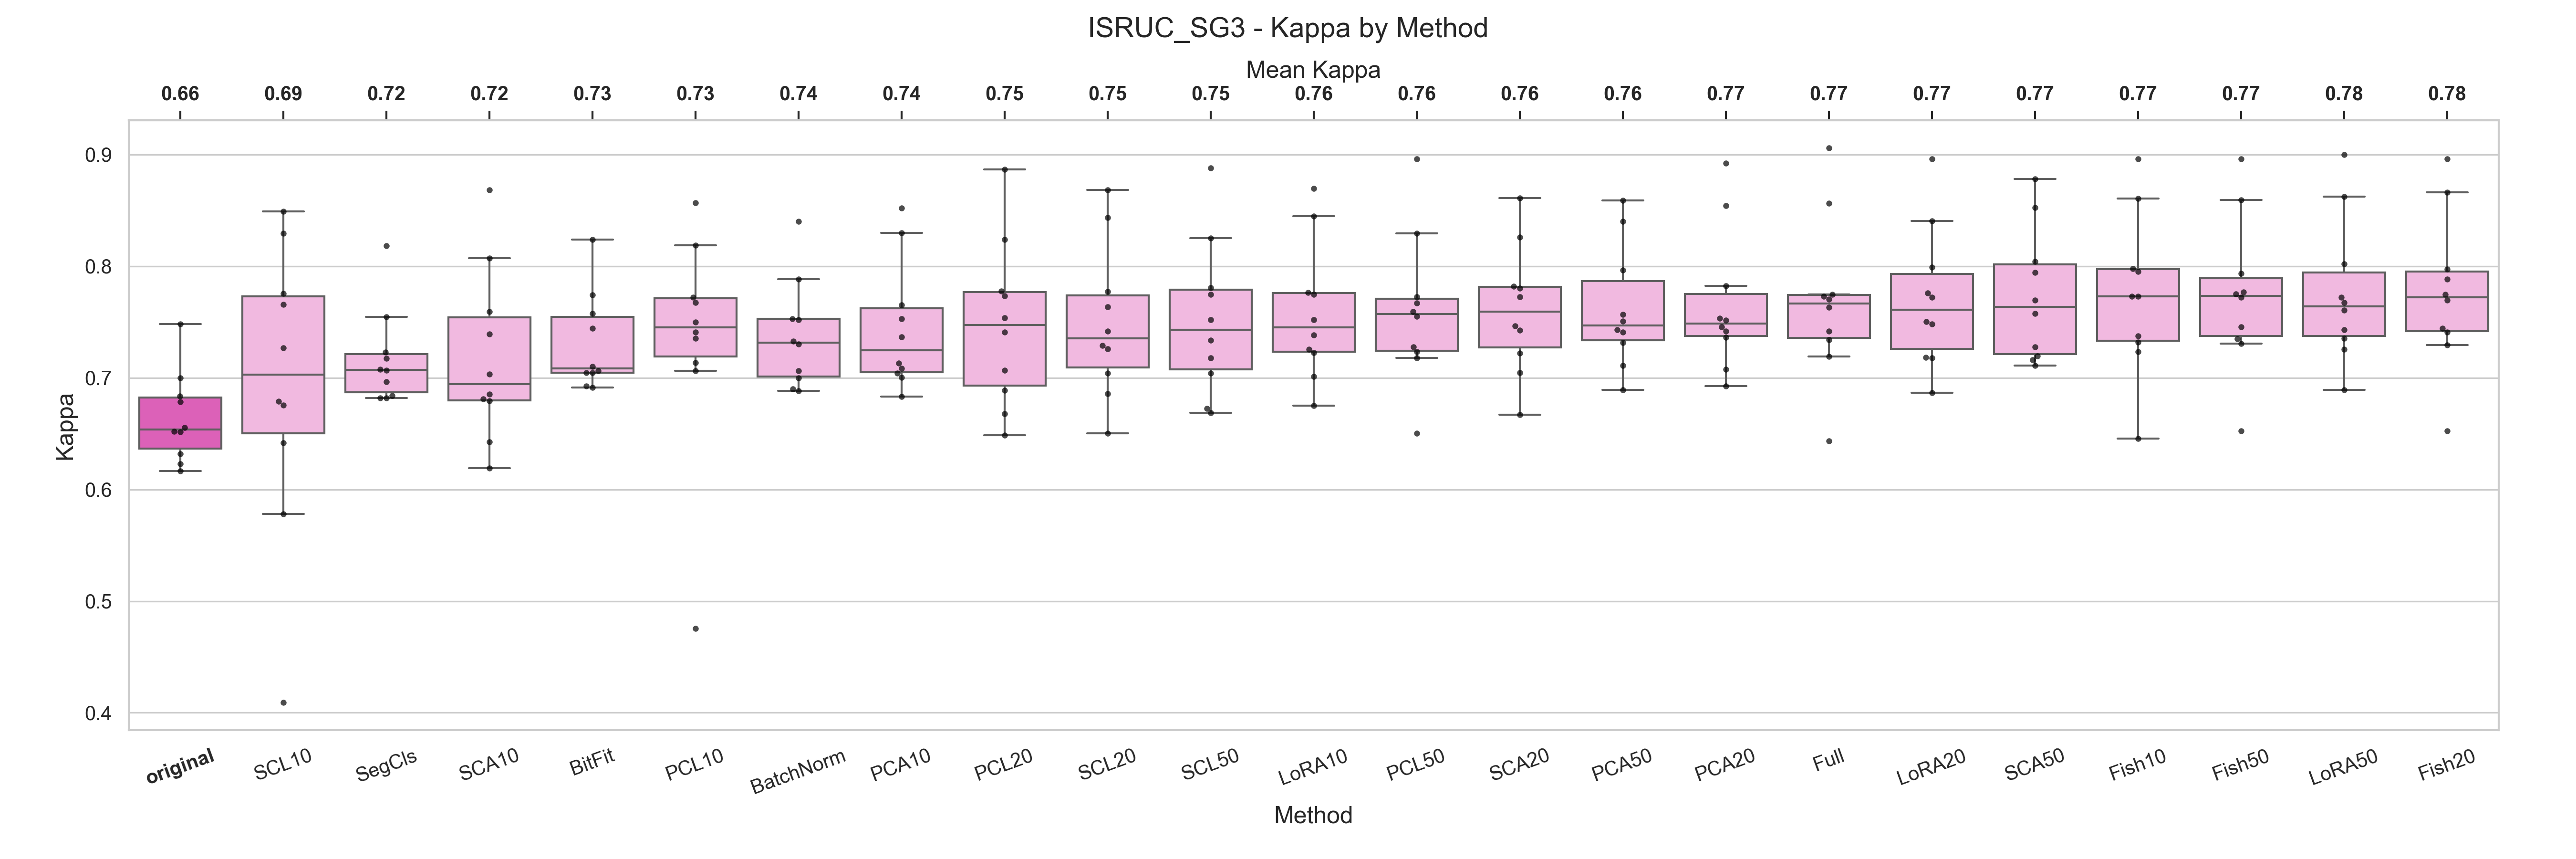 ISRUC_SG3 - Kappa by Method
Mean Kappa
0.66 0.69 0.72 0.72 0.73 0.73 0.74 0.74 0.75 0.75 0.75 0.76 0.76 0.76 0.76 0.77 0.77 0.77 0.77 0.77 0.77 0.78 0.78
0.9
0.8
0.7
0.6
0.5
0.4
Kappa
original SCL10 SegCls SCA10 BitFit PCL10 BatchNorm PCA10 PCL20 SCL20 SCL50 LoRA10 PCL50 SCA20 PCA50 PCA20 Full LoRA20 SCA50 Fish10 Fish50 LoRA50 Fish20
Method